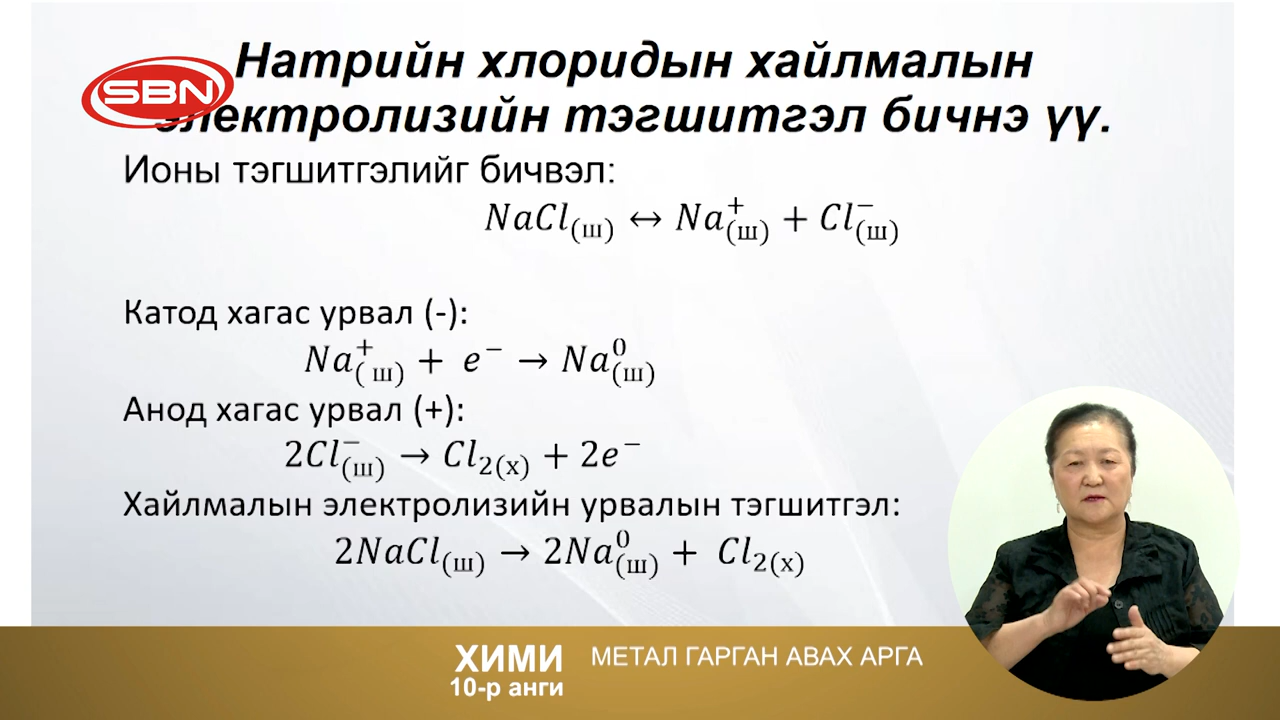 Натрийн хлоридын хайлмалын
SBN
электролизийн тэгшитгэл бичнэ үү.
Ионы тэгшитгэлийг бичвэл:
NaCl(ш) ↔ Na⁺(ш) + Cl⁻(ш)
Катод хагас урвал (-):
Na⁺( ш) + e⁻ → Na⁰(ш)
Анод хагас урвал (+):
2Cl⁻(ш) → Cl₂(х) + 2e⁻
Хайлмалын электролизийн урвалын тэгшитгэл:
2NaCl(ш) → 2Na⁰(ш) + Cl₂(х)
ХИМИ
10-р анги
МЕТАЛ ГАРГАН АВАХ АРГА